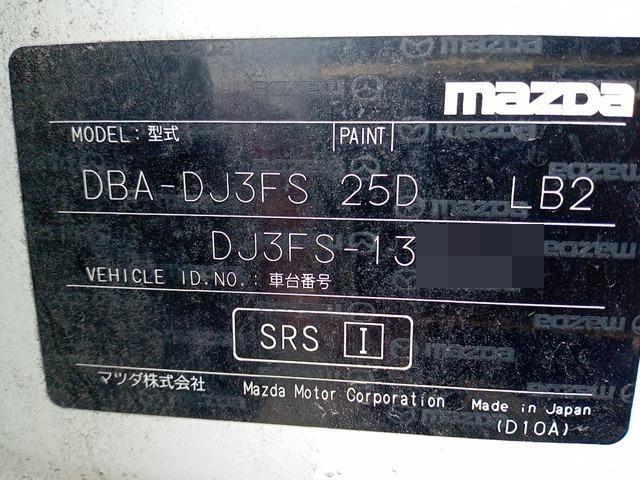 mazda
MODEL: 型式 PAINT
DBA-DJ3FS 25D LB2
DJ3FS-13
VEHICLE ID.NO.: 車台番号
SRS I
マツダ株式会社 Mazda Motor Corporation Made in Japan
(D10A)